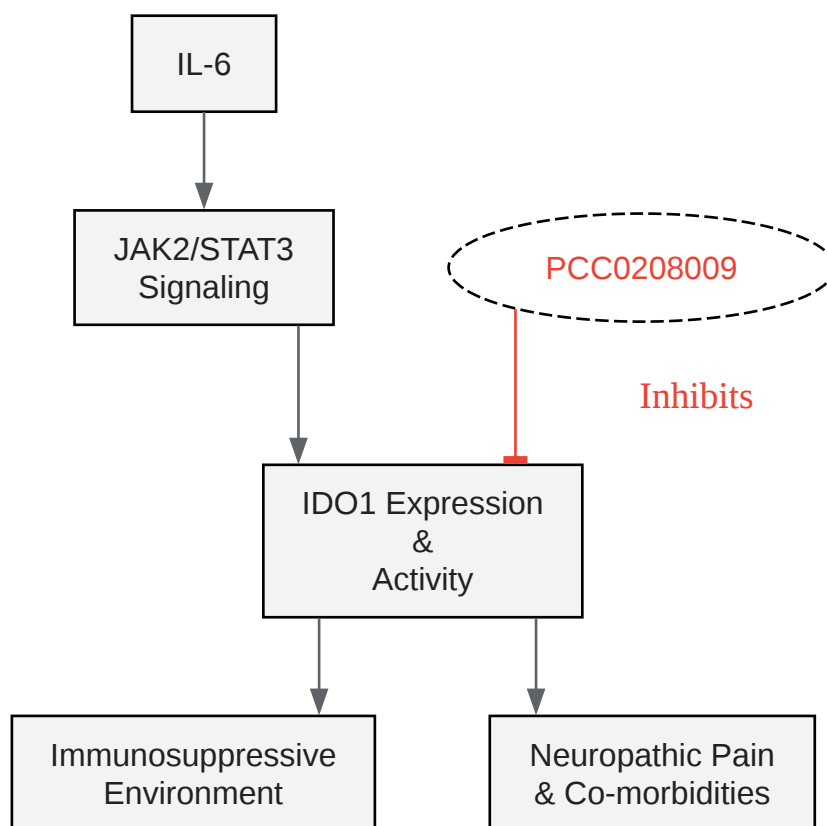 IL-6
JAK2/STAT3
Signaling
PCC0208009
Inhibits
IDO1 Expression
&
Activity
Immunosuppressive
Environment
Neuropathic Pain
& Co-morbidities